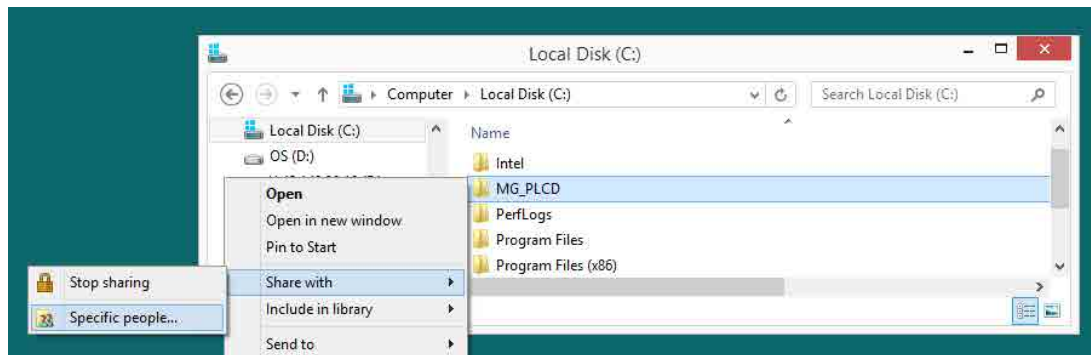 Local Disk (C:)
Computer Local Disk (C:)
Search Local Disk (C:)
Local Disk (C:)
OS (D:)
Name
Intel
MG_PLCD
PerfLogs
Program Files
Program Files (x86)
Open
Open in new window
Pin to Start
Share with
Include in library
Send to
Stop sharing
Specific people...